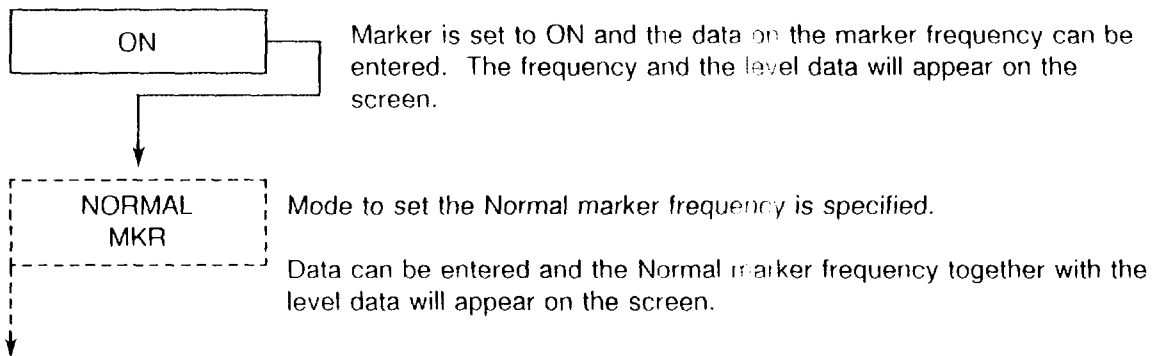 ON
Marker is set to ON and the data on the marker frequency can be
entered. The frequency and the level data will appear on the
screen.
NORMAL
MKR
Mode to set the Normal marker frequency is specified.
Data can be entered and the Normal marker frequency together with the
level data will appear on the screen.